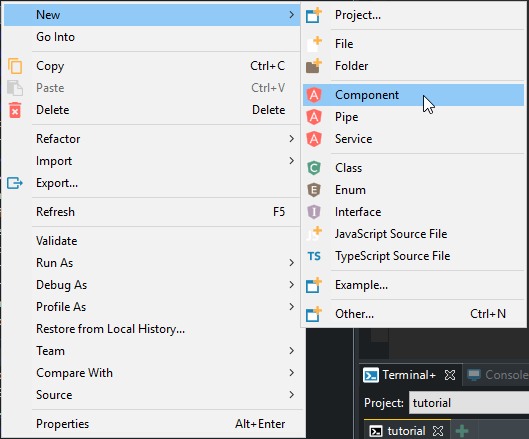 New
Go Into
Copy Ctrl+C
Paste Ctrl+V
Delete Delete
Refactor
Import
Export...
Refresh F5
Validate
Run As
Debug As
Profile As
Restore from Local History...
Team
Compare With
Source
Properties Alt+Enter
Project...
File
Folder
Component
Pipe
Service
Class
Enum
Interface
JavaScript Source File
TS TypeScript Source File
Example...
Other... Ctrl+N
Terminal+ Console
Project: tutorial
tutorial